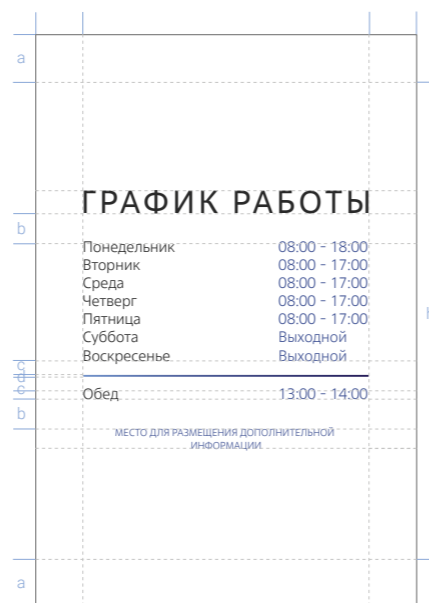 a
ГРАФИК РАБОТЫ
b
Понедельник 08:00 - 18:00
Вторник 08:00 - 17:00
Среда 08:00 - 17:00
Четверг 08:00 - 17:00
Пятница 08:00 - 17:00
Суббота Выходной
Воскресенье Выходной
c
d
c
Обед 13:00 - 14:00
b
МЕСТО ДЛЯ РАЗМЕЩЕНИЯ ДОПОЛНИТЕЛЬНОЙ
ИНФОРМАЦИИ
a